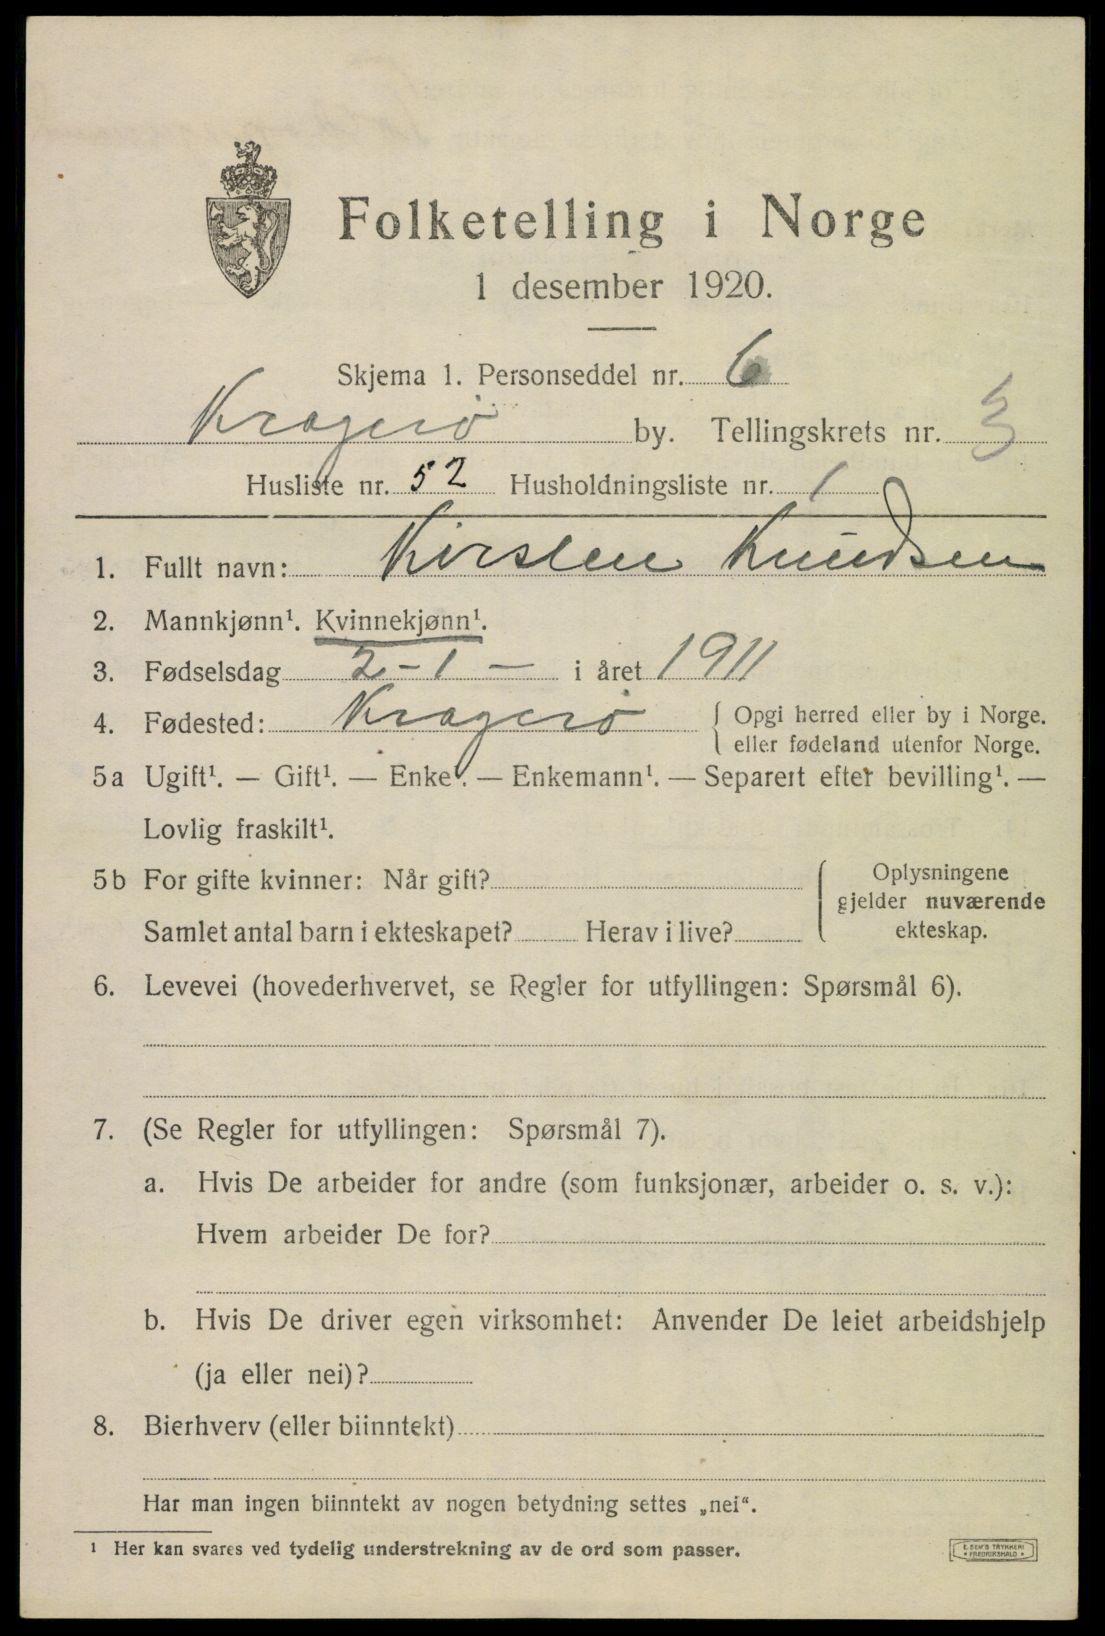 Folketelling i Norge
1 desember 1920.
Skjema 1. Personseddel nr. 6
Kragerö by. Tellingskrets nr. 3
Husliste nr. 52 Husholdningsliste nr. 1
1. Fullt navn: Kirsten Knudsen
2. Mannkjønn¹. Kvinnekjønn¹.
3. Fødselsdag 2-1- i året 1911
4. Fødested: Kragerö { Opgi herred eller by i Norge.
eller fødeland utenfor Norge.
5a Ugift¹. — Gift¹. — Enke¹. — Enkemann¹. — Separert efter bevilling¹. —
Lovlig fraskilt¹.
5b For gifte kvinner: Når gift? { Oplysningene
gjelder nuværende
Samlet antal barn i ekteskapet? Herav i live? ekteskap.
6. Levevei (hovederhvervet, se Regler for utfyllingen: Spørsmål 6).
7. (Se Regler for utfyllingen: Spørsmål 7).
a. Hvis De arbeider for andre (som funksjonær, arbeider o. s. v.):
Hvem arbeider De for?
b. Hvis De driver egen virksomhet: Anvender De leiet arbeidshjelp
(ja eller nei)?
8. Bierhverv (eller biinntekt)
Har man ingen biinntekt av nogen betydning settes „nei“.
¹ Her kan svares ved tydelig understrekning av de ord som passer.
E. SEM'S TRYKKERI
• FREDRIKSHALD •